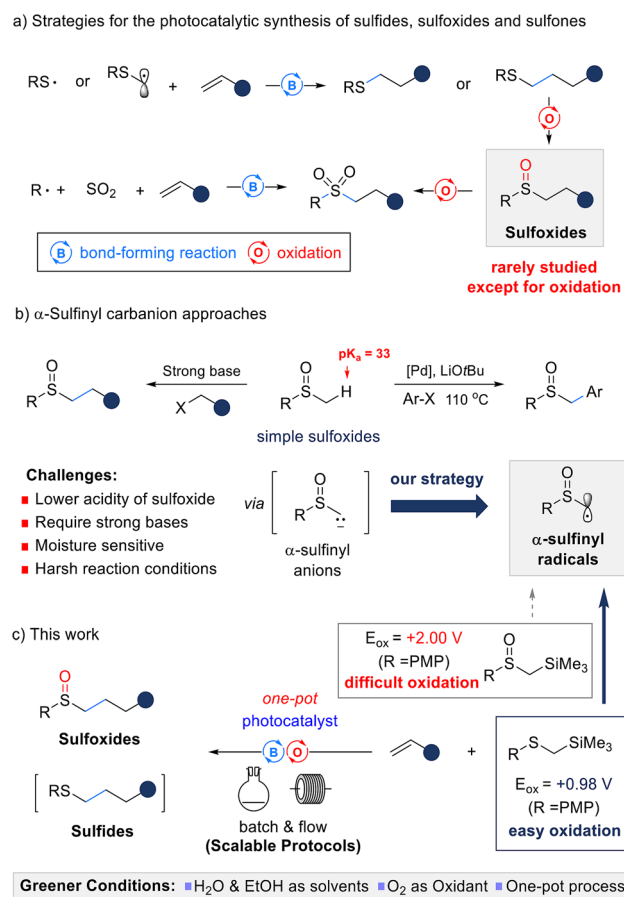 a) Strategies for the photocatalytic synthesis of sulfides, sulfoxides and sulfones
RS• or RS + B RS or RS
O
R• + SO2 + B O O S R O O S R
Sulfoxides
B bond-forming reaction O oxidation
rarely studied
except for oxidation
b) α-Sulfinyl carbanion approaches
pKa = 33
O S R Strong base X O S R H [Pd], LiOtBu Ar-X 110 °C O S R Ar
simple sulfoxides
Challenges:
Lower acidity of sulfoxide
Require strong bases
Moisture sensitive
Harsh reaction conditions
via O S R
α-sulfinyl
anions
our strategy
O S R
α-sulfinyl
radicals
c) This work
Eox = +2.00 V
(R =PMP)
difficult oxidation
O S R SiMe3
O S R
Sulfoxides
RS
Sulfides
one-pot
photocatalyst
B O +
batch & flow
(Scalable Protocols)
R S SiMe3
Eox = +0.98 V
(R =PMP)
easy oxidation
Greener Conditions: H2O & EtOH as solvents O2 as Oxidant One-pot process